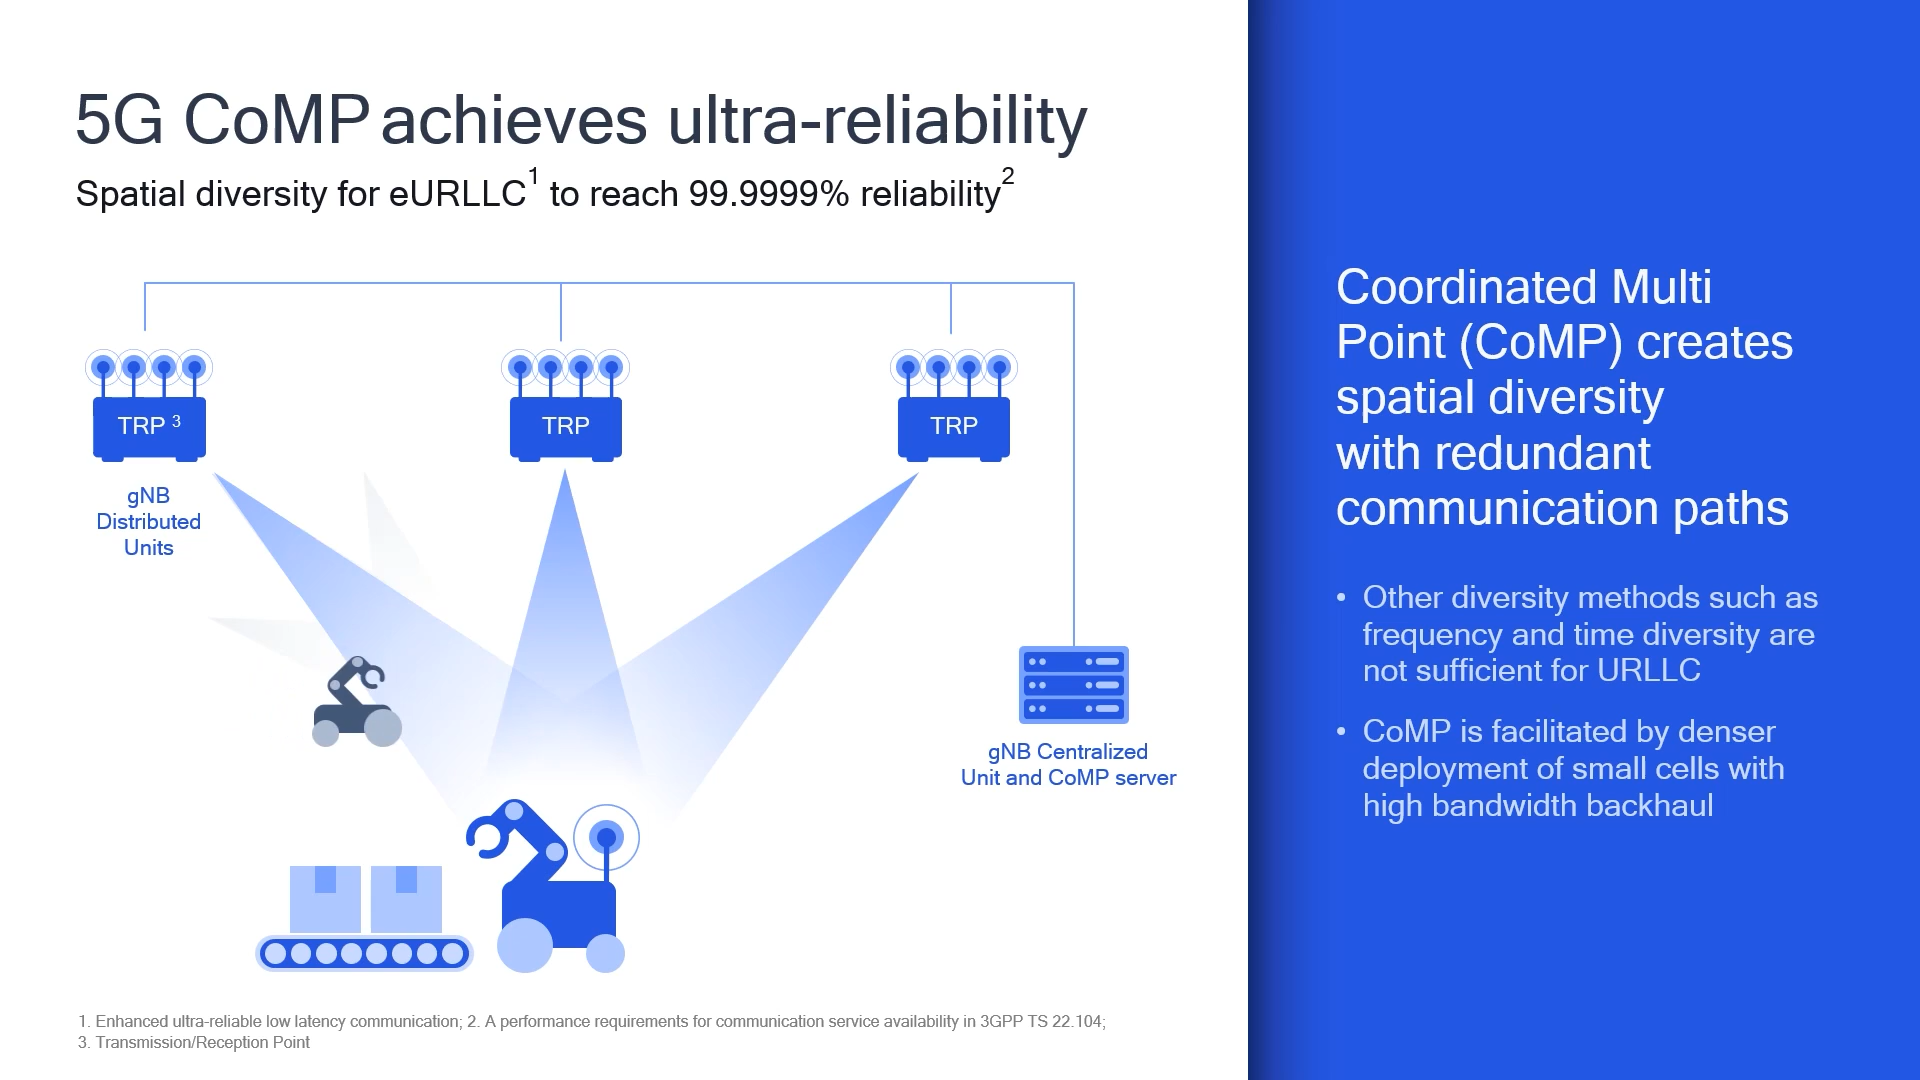 5G CoMP achieves ultra-reliability
Spatial diversity for eURLLC1 to reach 99.9999% reliability2
TRP 3
TRP
TRP
gNB
Distributed
Units
gNB Centralized
Unit and CoMP server
1. Enhanced ultra-reliable low latency communication; 2. A performance requirements for communication service availability in 3GPP TS 22.104;
3. Transmission/Reception Point
Coordinated Multi
Point (CoMP) creates
spatial diversity
with redundant
communication paths
• Other diversity methods such as
frequency and time diversity are
not sufficient for URLLC
• CoMP is facilitated by denser
deployment of small cells with
high bandwidth backhaul